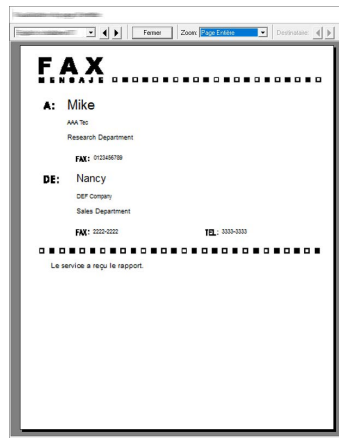 Fermer Zoom: Page Entière Destinataire:
FAX
MENSAJE
A: Mike
AAA Tec
Research Department
FAX: 0123456789
DE: Nancy
DEF Company
Sales Department
FAX: 2222-2222 TEL: 3333-3333
Le service a reçu le rapport.